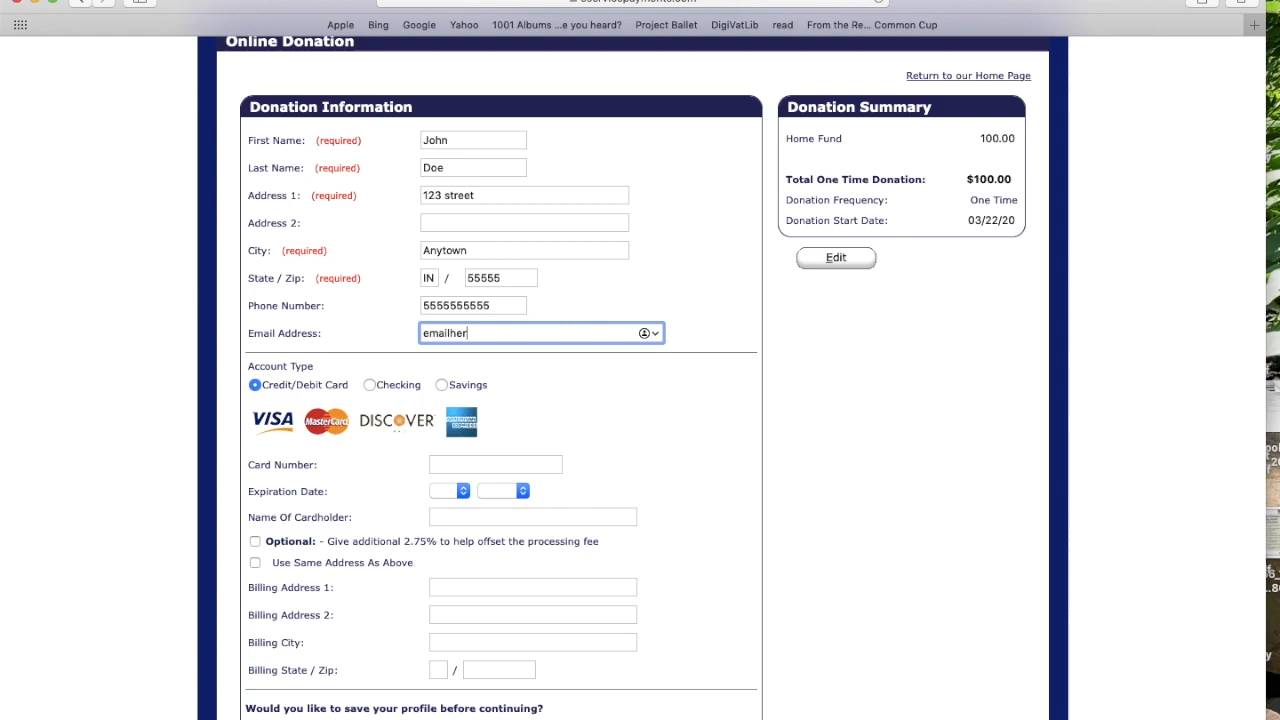 Apple Bing Google Yahoo 1001 Albums ...e you heard? Project Ballet DigiVatLib read From the Re... Common Cup
Online Donation
Return to our Home Page
Donation Information
First Name: (required) John
Last Name: (required) Doe
Address 1: (required) 123 street
Address 2:
City: (required) Anytown
State / Zip: (required) IN / 55555
Phone Number: 5555555555
Email Address: emailher
Account Type
Credit/Debit Card Checking Savings
VISA MasterCard DISCOVER AMERICAN EXPRESS
Card Number:
Expiration Date:
Name Of Cardholder:
Optional: - Give additional 2.75% to help offset the processing fee
Use Same Address As Above
Billing Address 1:
Billing Address 2:
Billing City:
Billing State / Zip: /
Would you like to save your profile before continuing?
Donation Summary
Home Fund 100.00
Total One Time Donation: $100.00
Donation Frequency: One Time
Donation Start Date: 03/22/20
Edit